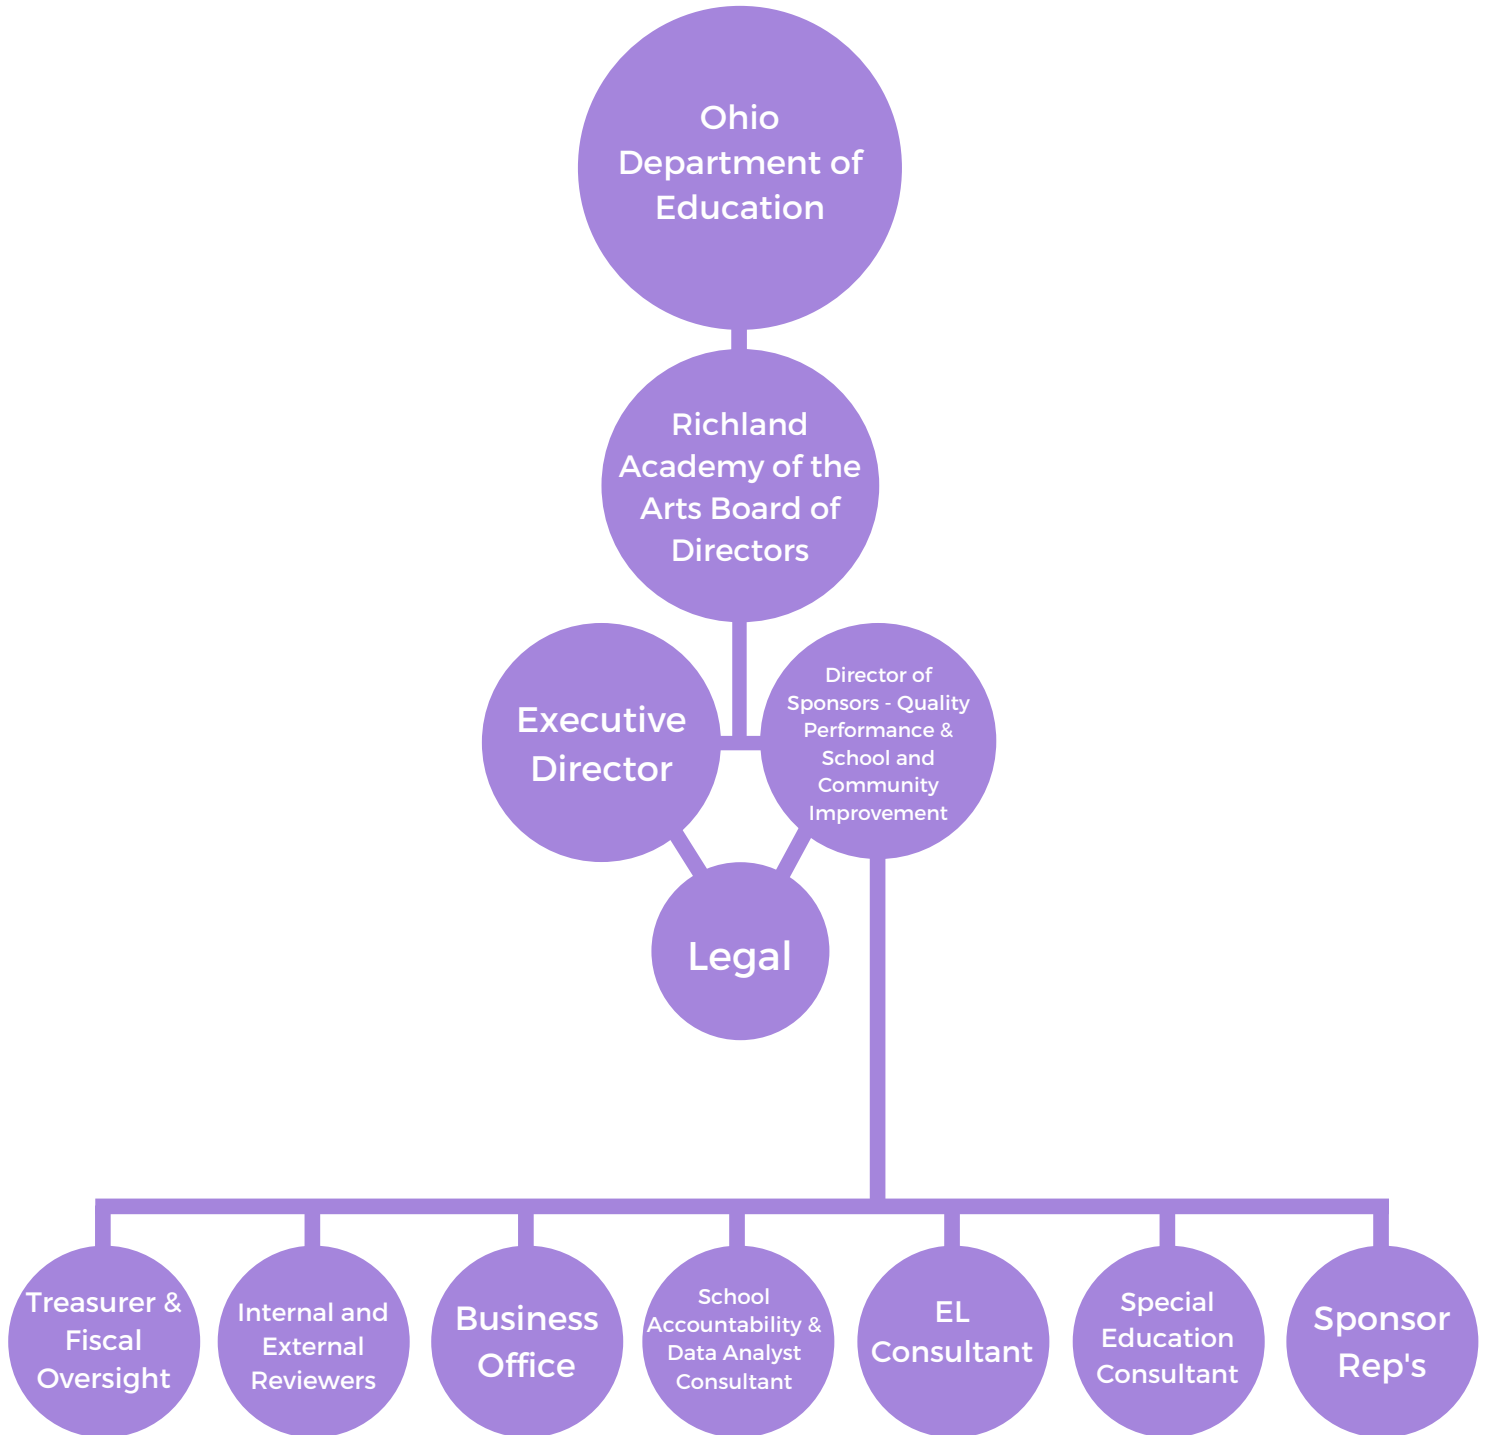 Ohio
Department of
Education
Richland
Academy of the
Arts Board of
Directors
Executive
Director
Director of
Sponsors - Quality
Performance &
School and
Community
Improvement
Legal
Treasurer &
Fiscal
Oversight
Internal and
External
Reviewers
Business
Office
School
Accountability &
Data Analyst
Consultant
EL
Consultant
Special
Education
Consultant
Sponsor
Rep's